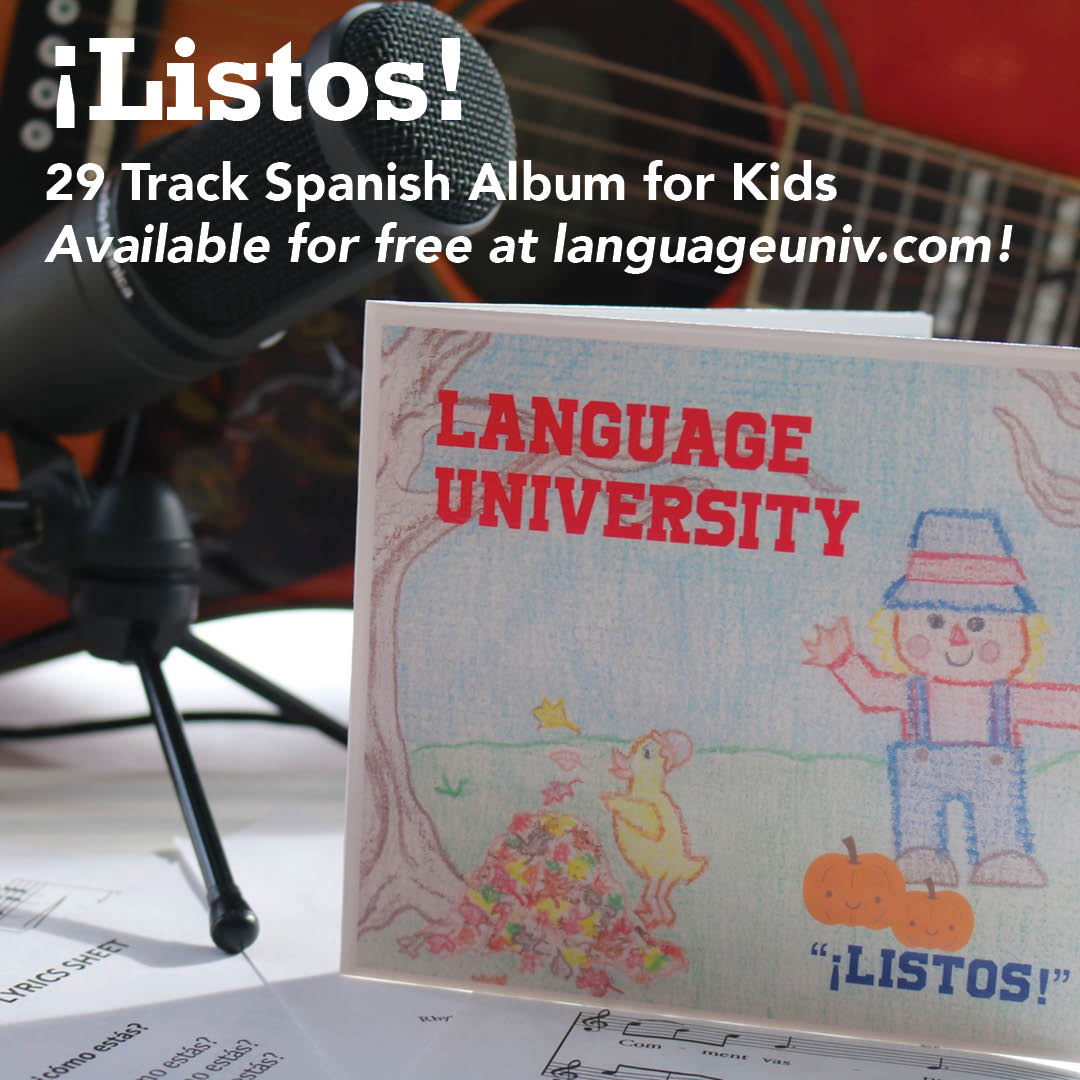 ¡Listos!
29 Track Spanish Album for Kids
Available for free at languageuniv.com!
LANGUAGE
UNIVERSITY
"¡LISTOS!"
LYRICS SHEET
cómo estás?
cómo estás?
Com - ment vas